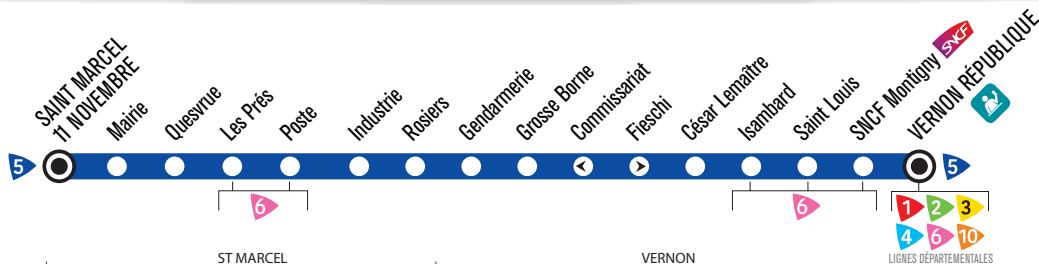 SAINT MARCEL
11 NOVEMBRE
Mairie
Quesvrue
Les Prés
Poste
Industrie
Rosiers
Gendarmerie
Grosse Borne
Commissariat
Fieschi
César Lemaître
Isambard
Saint Louis
SNCF Montigny SNCF
VERNON RÉPUBLIQUE
5
5
6
6
1 2 3
4 6 10
LIGNES DÉPARTEMENTALES
ST MARCEL
VERNON